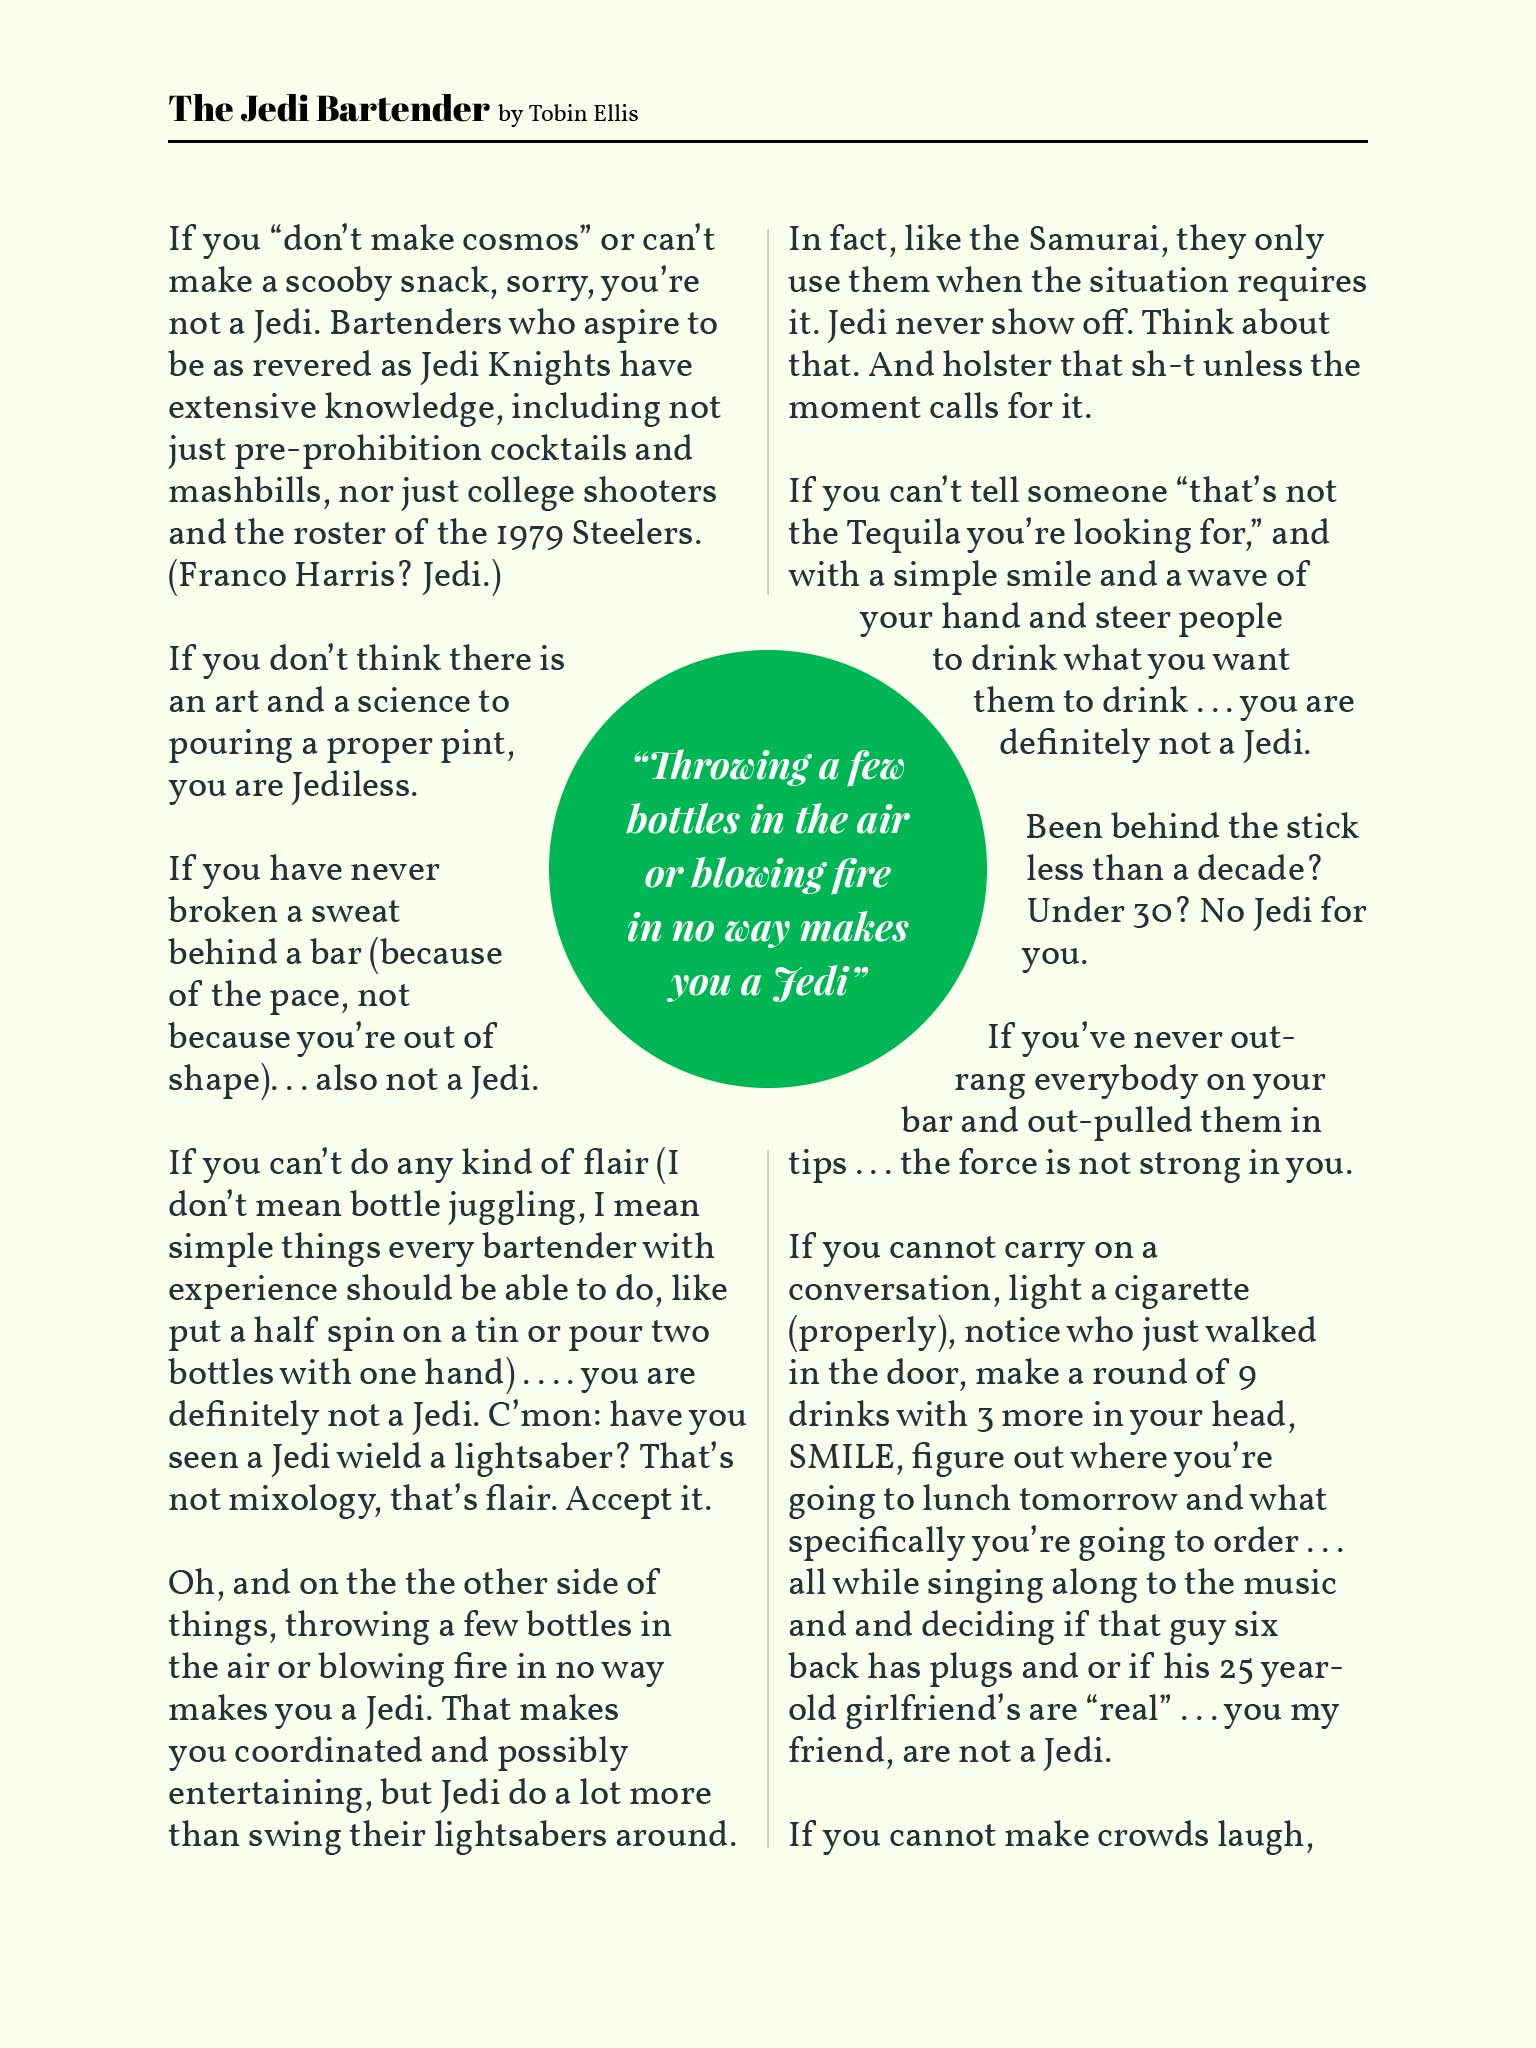 The Jedi Bartender by Tobin Ellis
If you “don’t make cosmos” or can’t
make a scooby snack, sorry, you’re
not a Jedi. Bartenders who aspire to
be as revered as Jedi Knights have
extensive knowledge, including not
just pre-prohibition cocktails and
mashbills, nor just college shooters
and the roster of the 1979 Steelers.
(Franco Harris? Jedi.)
If you don’t think there is
an art and a science to
pouring a proper pint,
you are Jediless.
If you have never
broken a sweat
behind a bar (because
of the pace, not
because you’re out of
shape). . . also not a Jedi.
If you can’t do any kind of flair (I
don’t mean bottle juggling, I mean
simple things every bartender with
experience should be able to do, like
put a half spin on a tin or pour two
bottles with one hand) . . . . you are
definitely not a Jedi. C’mon: have you
seen a Jedi wield a lightsaber? That’s
not mixology, that’s flair. Accept it.
Oh, and on the the other side of
things, throwing a few bottles in
the air or blowing fire in no way
makes you a Jedi. That makes
you coordinated and possibly
entertaining, but Jedi do a lot more
than swing their lightsabers around.
“Throwing a few
bottles in the air
or blowing fire
in no way makes
you a Jedi”
In fact, like the Samurai, they only
use them when the situation requires
it. Jedi never show off. Think about
that. And holster that sh-t unless the
moment calls for it.
If you can’t tell someone “that’s not
the Tequila you’re looking for,” and
with a simple smile and a wave of
your hand and steer people
to drink what you want
them to drink . . . you are
definitely not a Jedi.
Been behind the stick
less than a decade?
Under 30? No Jedi for
you.
If you’ve never out-
rang everybody on your
bar and out-pulled them in
tips . . . the force is not strong in you.
If you cannot carry on a
conversation, light a cigarette
(properly), notice who just walked
in the door, make a round of 9
drinks with 3 more in your head,
SMILE, figure out where you’re
going to lunch tomorrow and what
specifically you’re going to order . . .
all while singing along to the music
and and deciding if that guy six
back has plugs and or if his 25 year-
old girlfriend’s are “real” . . . you my
friend, are not a Jedi.
If you cannot make crowds laugh,